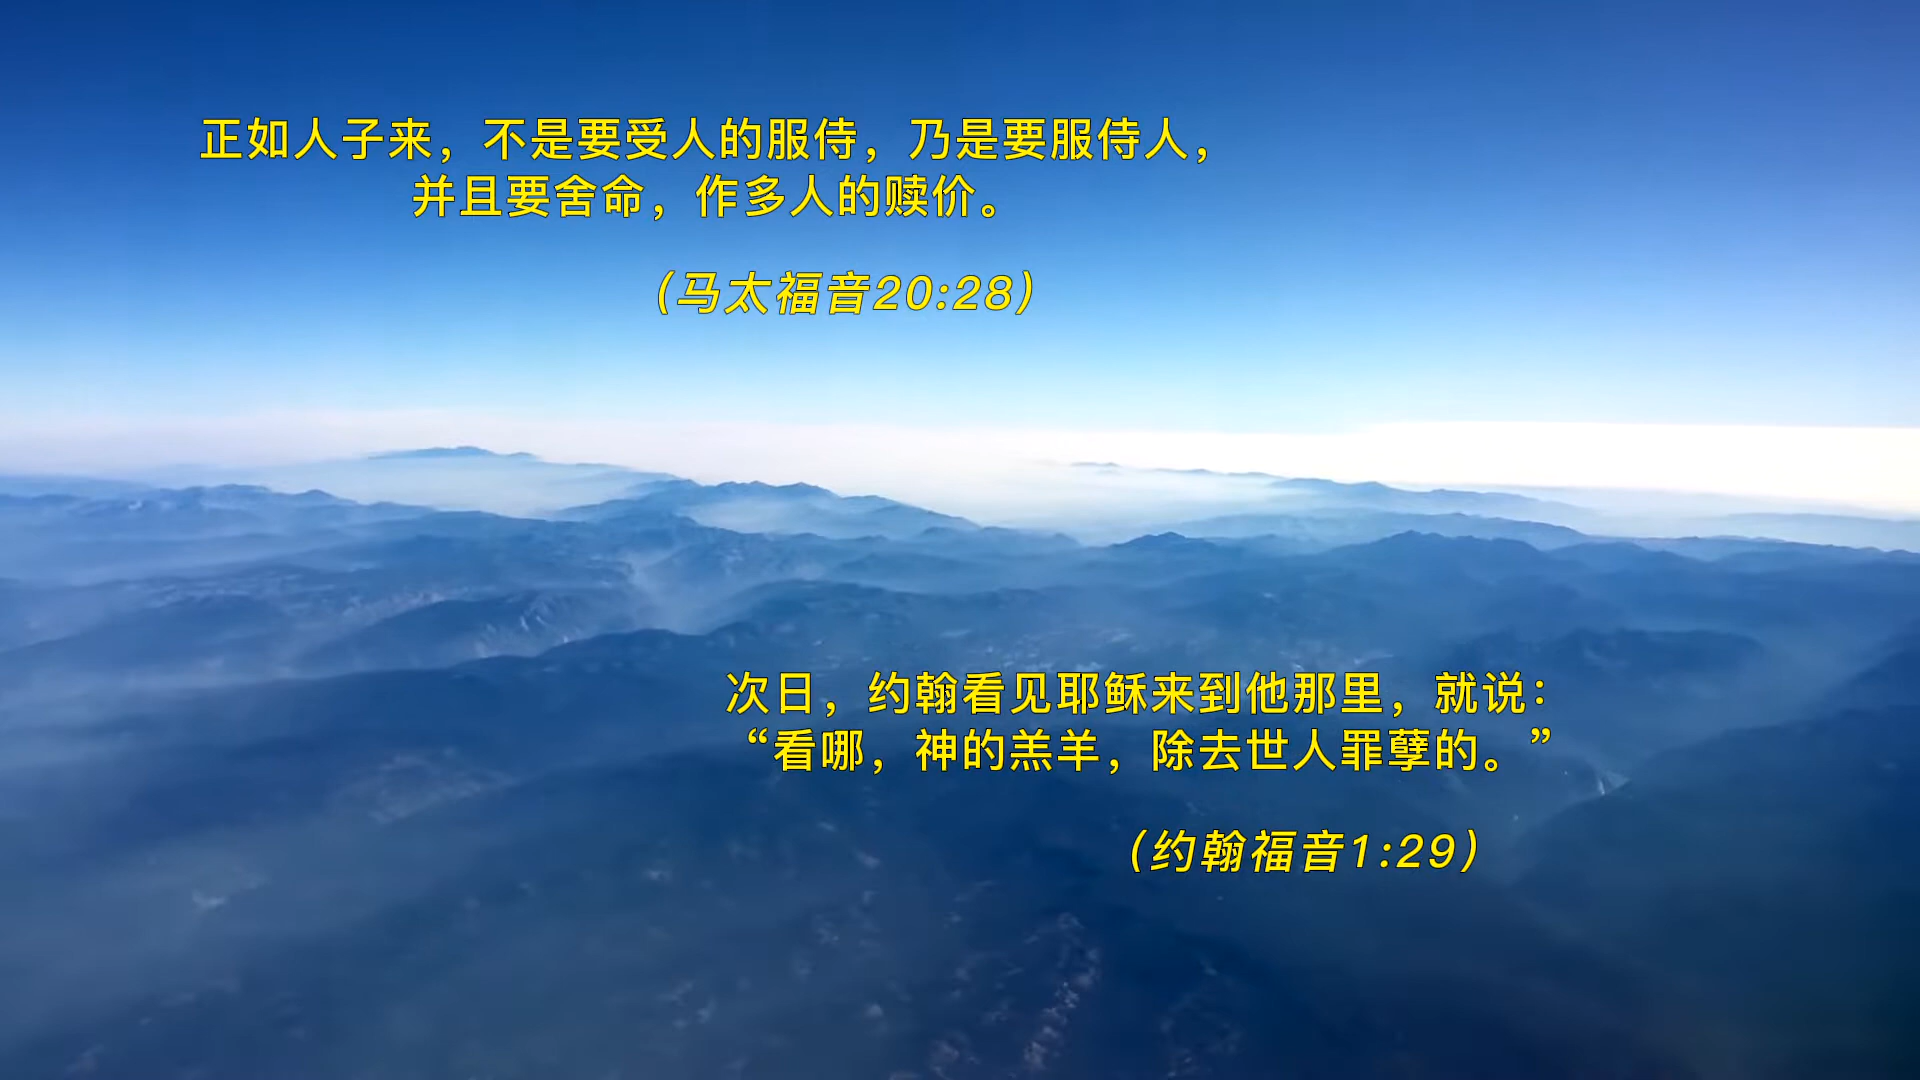 正如人子来，不是要受人的服侍，乃是要服侍人，
并且要舍命，作多人的赎价。
（马太福音20:28）
次日，约翰看见耶稣来到他那里，就说：
“看哪，神的羔羊，除去世人罪孽的。”
（约翰福音1:29）